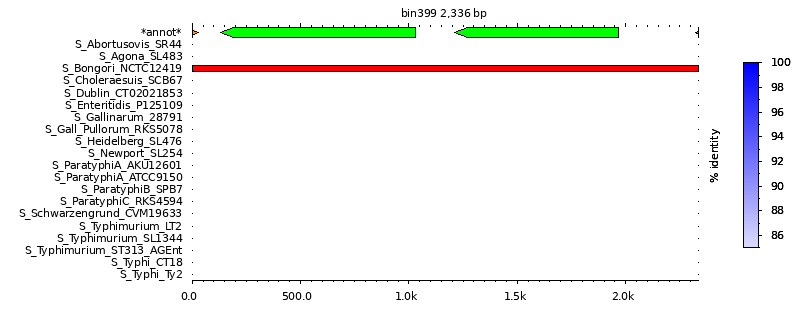 bin399 2,336 bp
*annot*
S_Abortusovis_SR44
S_Agona_SL483
S_Bongori_NCTC12419
S_Choleraesuis_SCB67
S_Dublin_CT02021853
S_Enteritidis_P125109
S_Gallinarum_28791
S_Gall_Pullorum_RKS5078
S_Heidelberg_SL476
S_Newport_SL254
S_ParatyphiA_AKU12601
S_ParatyphiA_ATCC9150
S_ParatyphiB_SPB7
S_ParatyphiC_RKS4594
S_Schwarzengrund_CVM19633
S_Typhimurium_LT2
S_Typhimurium_SL1344
S_Typhimurium_ST313_AGEnt
S_Typhi_CT18
S_Typhi_Ty2
0.0 500.0 1.0k 1.5k 2.0k
% identity
100
98
96
94
92
90
88
86